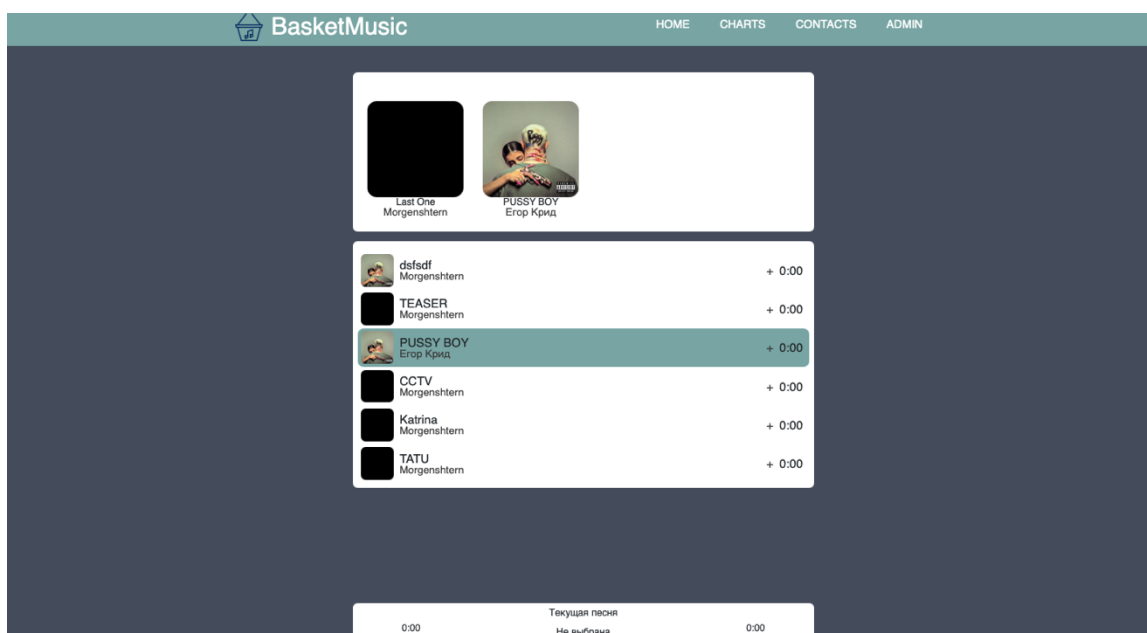 BasketMusic
HOME CHARTS CONTACTS ADMIN
Last One
Morgenshtern
PUSSY BOY
Егор Крид
dsfsdf
Morgenshtern
+ 0:00
TEASER
Morgenshtern
+ 0:00
PUSSY BOY
Егор Крид
+ 0:00
CCTV
Morgenshtern
+ 0:00
Katrina
Morgenshtern
+ 0:00
TATU
Morgenshtern
+ 0:00
Текущая песня
0:00
Не выбрана
0:00